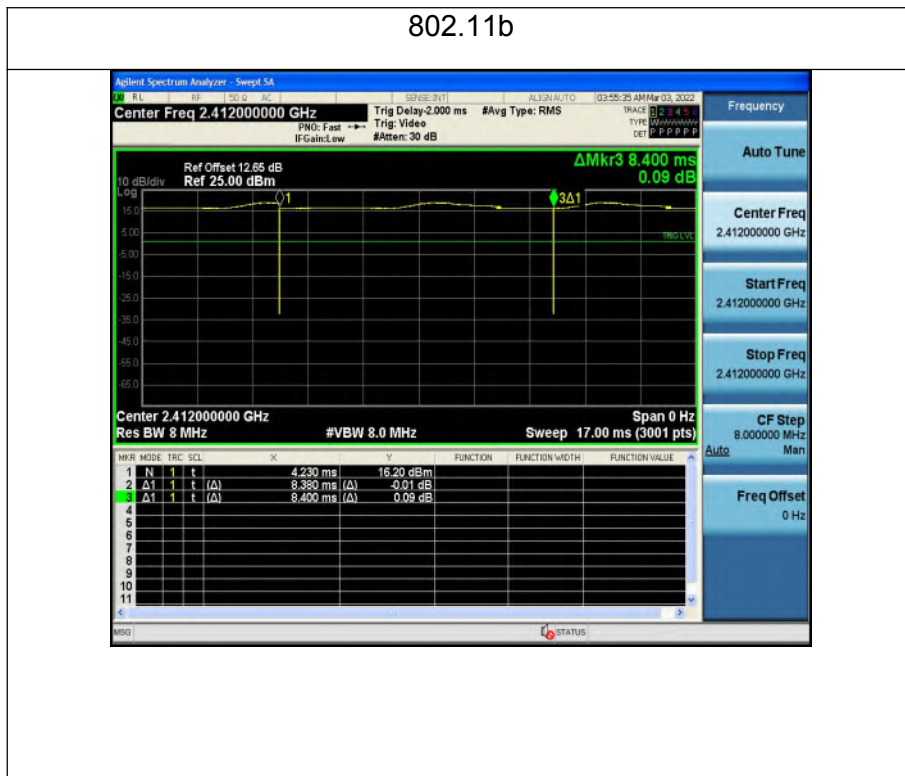 802.11b
Agilent Spectrum Analyzer - Swept SA
RL RF 50 Ω AC SENSE:INT ALIGNAUTO 03:55:35 AM Mar 03, 2022
Center Freq 2.412000000 GHz
PNO: Fast
IFGain:Low
Trig Delay-2.000 ms
Trig: Video
#Atten: 30 dB
#Avg Type: RMS
TRACE 1 2 3 4 5 6
TYPE
DET P P P P P P
ΔMkr3 8.400 ms
0.09 dB
Ref Offset 12.65 dB
Ref 25.00 dBm
10 dB/div
Log
1
3Δ1
15.0
5.00
TRIG LVL
-5.00
-15.0
-25.0
-35.0
-45.0
-55.0
-65.0
Center 2.412000000 GHz Span 0 Hz
Res BW 8 MHz #VBW 8.0 MHz Sweep 17.00 ms (3001 pts)
MKR MODE TRC SCL X Y FUNCTION FUNCTION WIDTH FUNCTION VALUE
1 N 1 t 4.230 ms 16.20 dBm
2 Δ1 1 t (Δ) 8.380 ms (Δ) -0.01 dB
3 Δ1 1 t (Δ) 8.400 ms (Δ) 0.09 dB
4
5
6
7
8
9
10
11
MSG STATUS
Frequency
Auto Tune
Center Freq
2.412000000 GHz
Start Freq
2.412000000 GHz
Stop Freq
2.412000000 GHz
CF Step
8.000000 MHz
Auto Man
Freq Offset
0 Hz